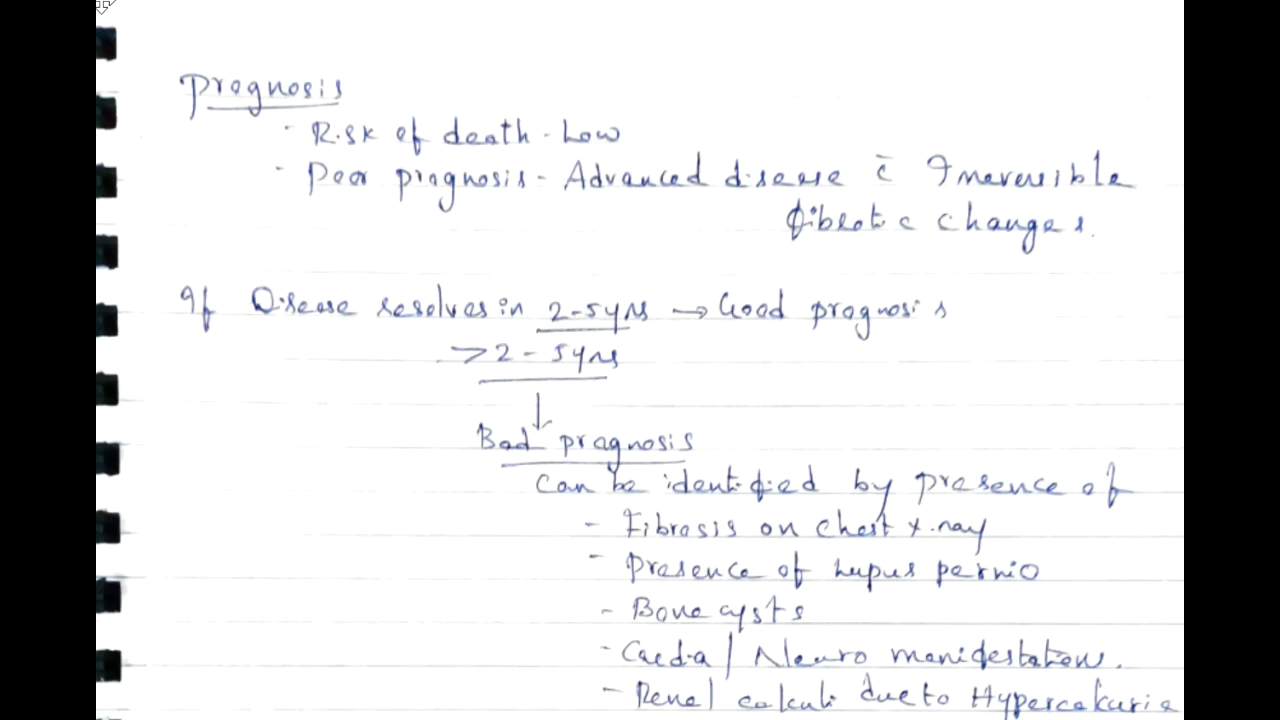 Prognosis
- Risk of death - Low
- Poor prognosis - Advanced disease c̄ Irreversible
fibrotic changes.
If Disease resolves in 2-5yrs → Good prognosis
>2-5yrs
↓
Bad prognosis
can be identified by presence of
- Fibrosis on chest x-ray
- Presence of lupus pernio
- Bone cysts
- Cardia / Neuro manifestations.
- Renal calculi due to Hypercalcuria